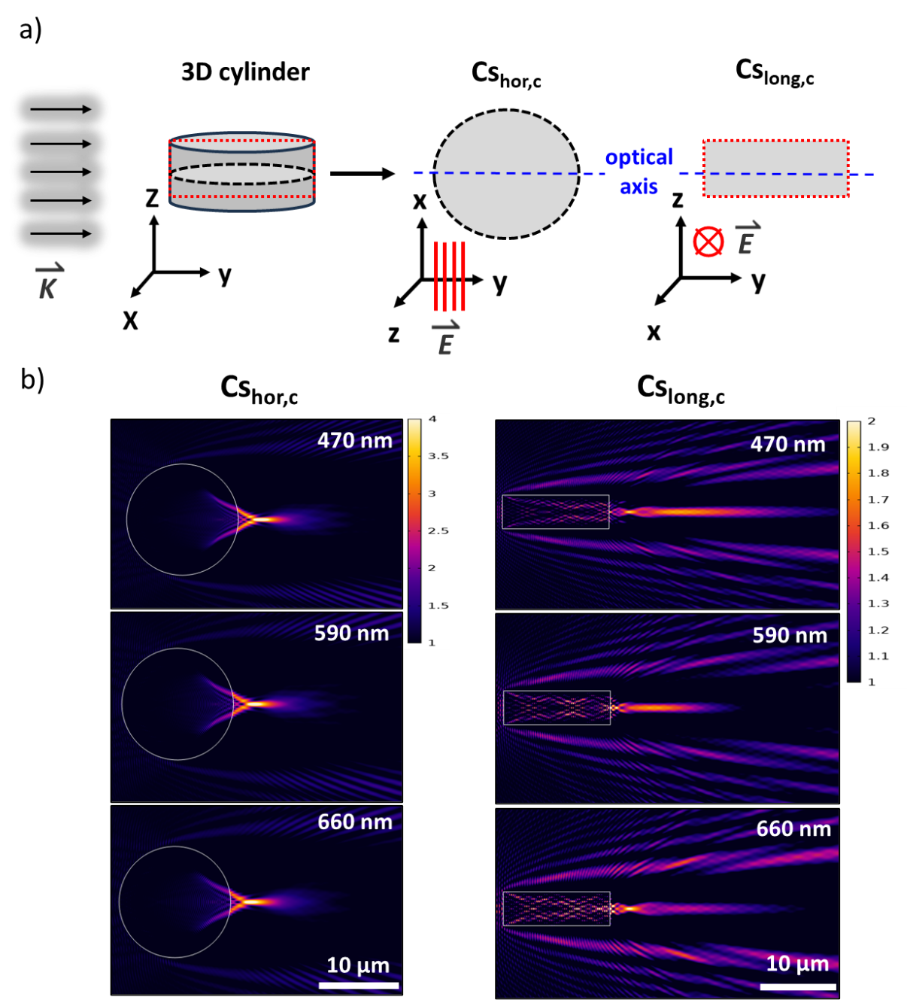 a)
3D cylinder
Cshor,c
Cslong,c
optical
axis
K
Z
y
X
x
y
z
E
z
y
x
E
b)
Cshor,c
Cslong,c
470 nm
4
3.5
3
2.5
2
1.5
1
470 nm
2
1.9
1.8
1.7
1.6
1.5
1.4
1.3
1.2
1.1
1
590 nm
590 nm
660 nm
10 µm
660 nm
10 µm